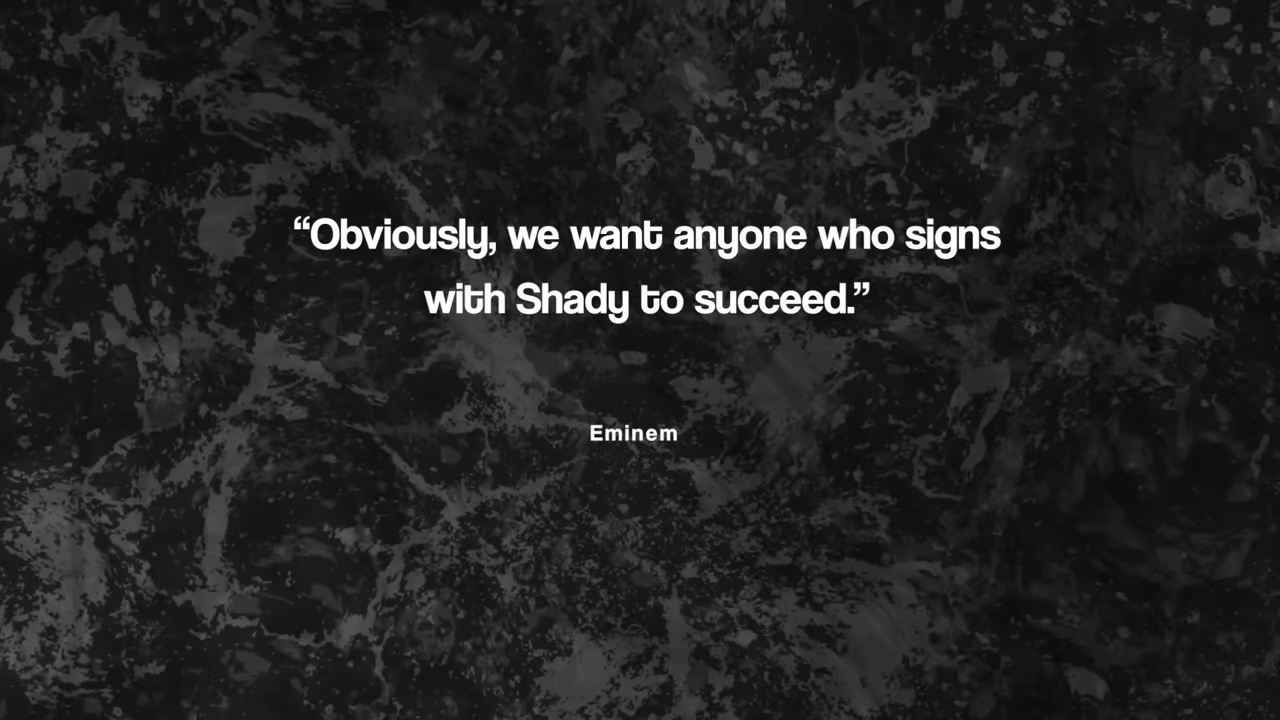 “Obviously, we want anyone who signs
with Shady to succeed.”
Eminem